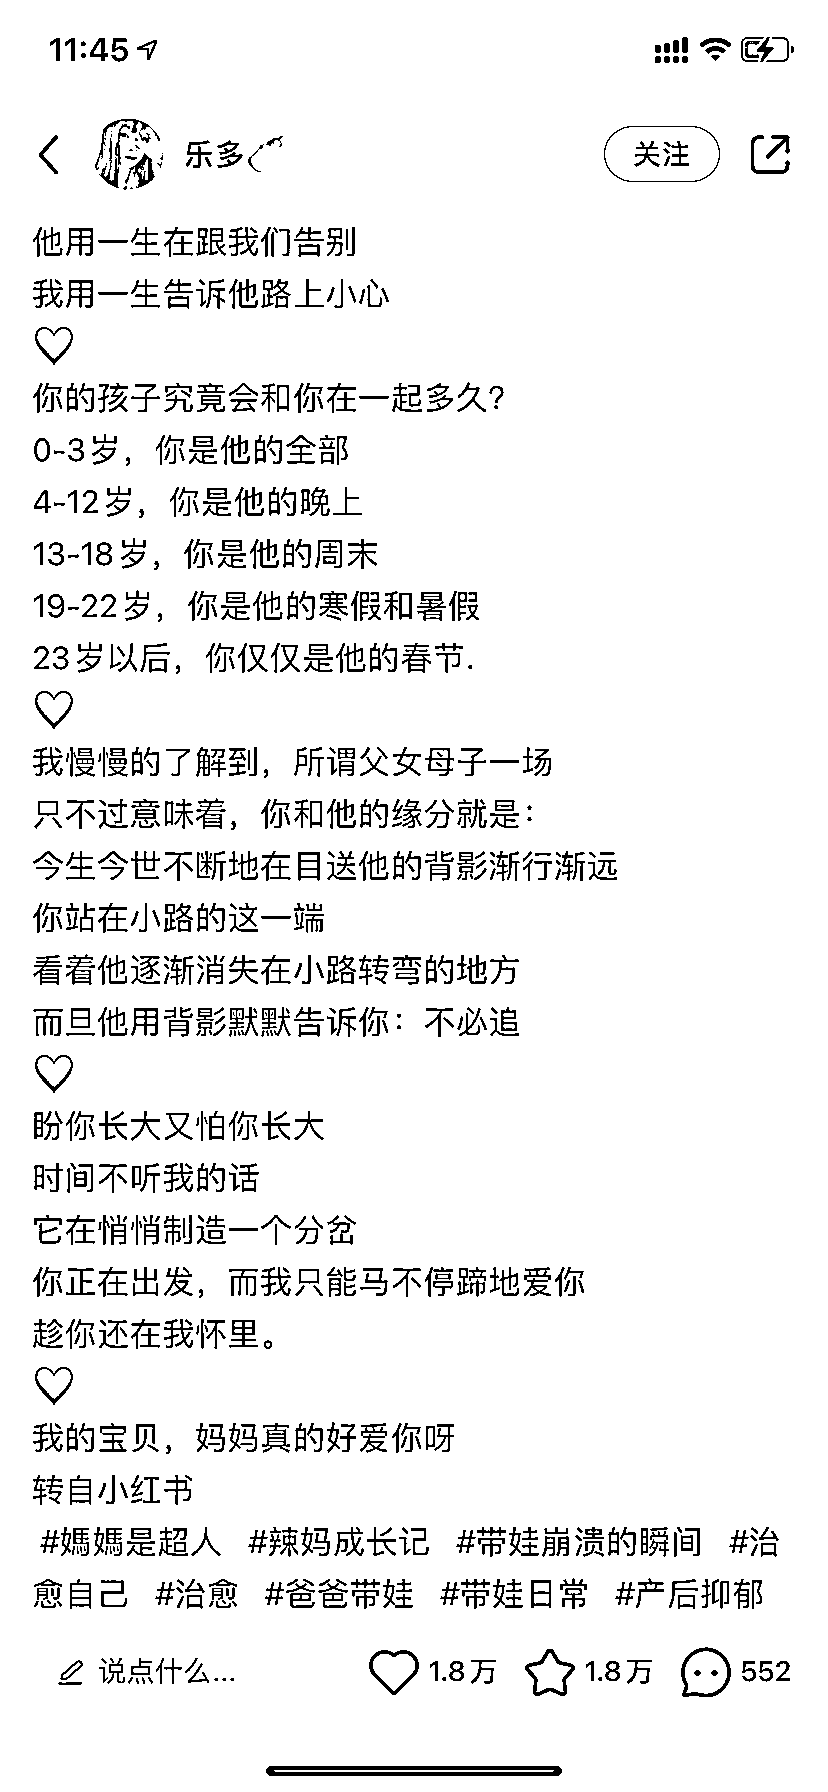 11:45
乐多
关注
他用一生在跟我们告别
我用一生告诉他路上小心
♡
你的孩子究竟会和你在一起多久？
0-3岁，你是他的全部
4-12岁，你是他的晚上
13-18岁，你是他的周末
19-22岁，你是他的寒假和暑假
23岁以后，你仅仅是他的春节.
♡
我慢慢的了解到，所谓父女母子一场
只不过意味着，你和他的缘分就是：
今生今世不断地在目送他的背影渐行渐远
你站在小路的这一端
看着他逐渐消失在小路转弯的地方
而且他用背影默默告诉你：不必追
♡
盼你长大又怕你长大
时间不听我的话
它在悄悄制造一个分岔
你正在出发，而我只能马不停蹄地爱你
趁你还在我怀里。
♡
我的宝贝，妈妈真的好爱你呀
转自小红书
#媽媽是超人 #辣妈成长记 #带娃崩溃的瞬间 #治
愈自己 #治愈 #爸爸带娃 #带娃日常 #产后抑郁
说点什么... 1.8万 1.8万 552